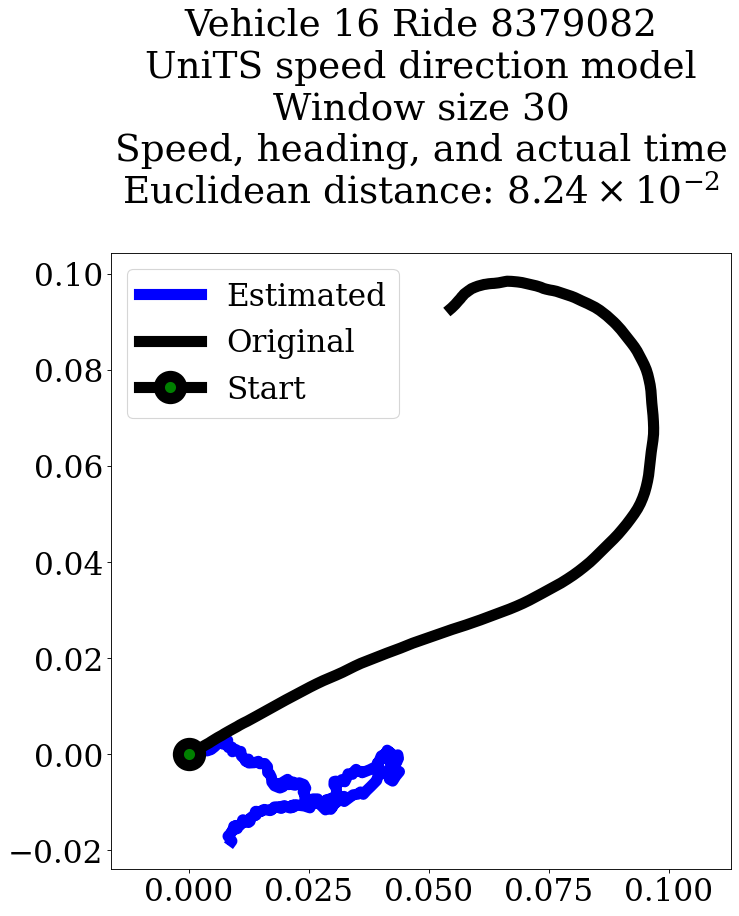 Vehicle 16 Ride 8379082
UniTS speed direction model
Window size 30
Speed, heading, and actual time
Euclidean distance: 8.24 × 10⁻²
Estimated
Original
Start
0.10
0.08
0.06
0.04
0.02
0.00
−0.02
0.000 0.025 0.050 0.075 0.100